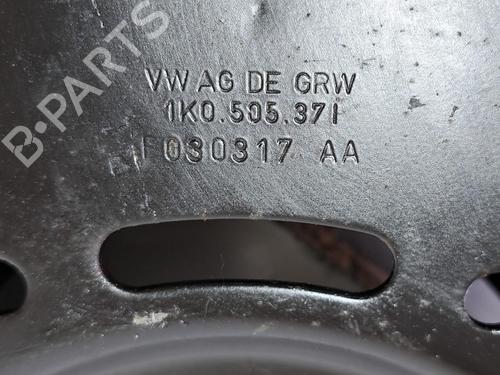 B-PARTS
VW AG DE GRW
1K0.505.371
F030317 AA